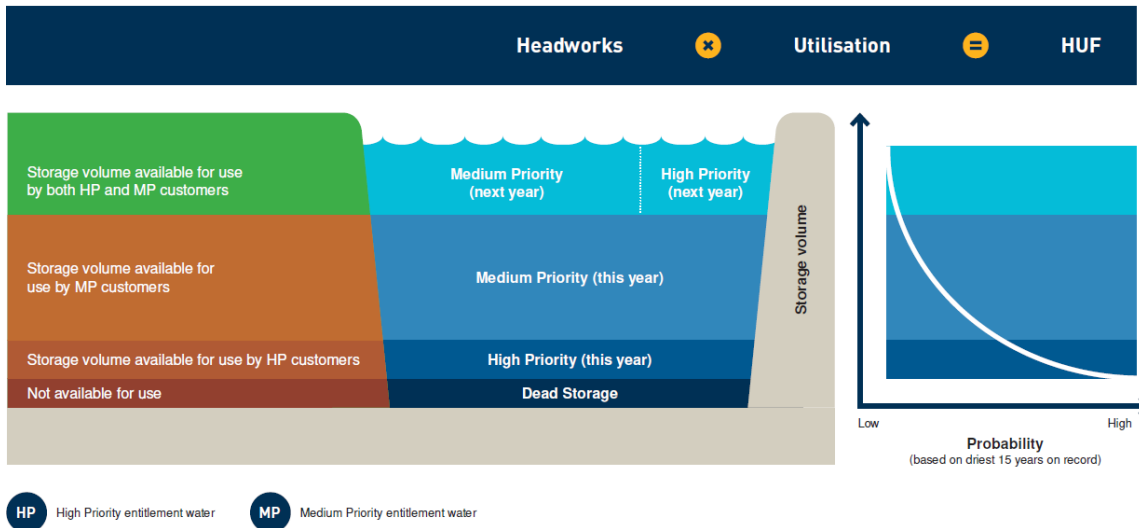 Headworks × Utilisation = HUF
Storage volume available for use
by both HP and MP customers
Medium Priority
(next year)
High Priority
(next year)
Storage volume available for
use by MP customers
Medium Priority (this year)
Storage volume available for use by HP customers
High Priority (this year)
Not available for use
Dead Storage
Storage volume
Low
High
Probability
(based on driest 15 years on record)
HP High Priority entitlement water
MP Medium Priority entitlement water